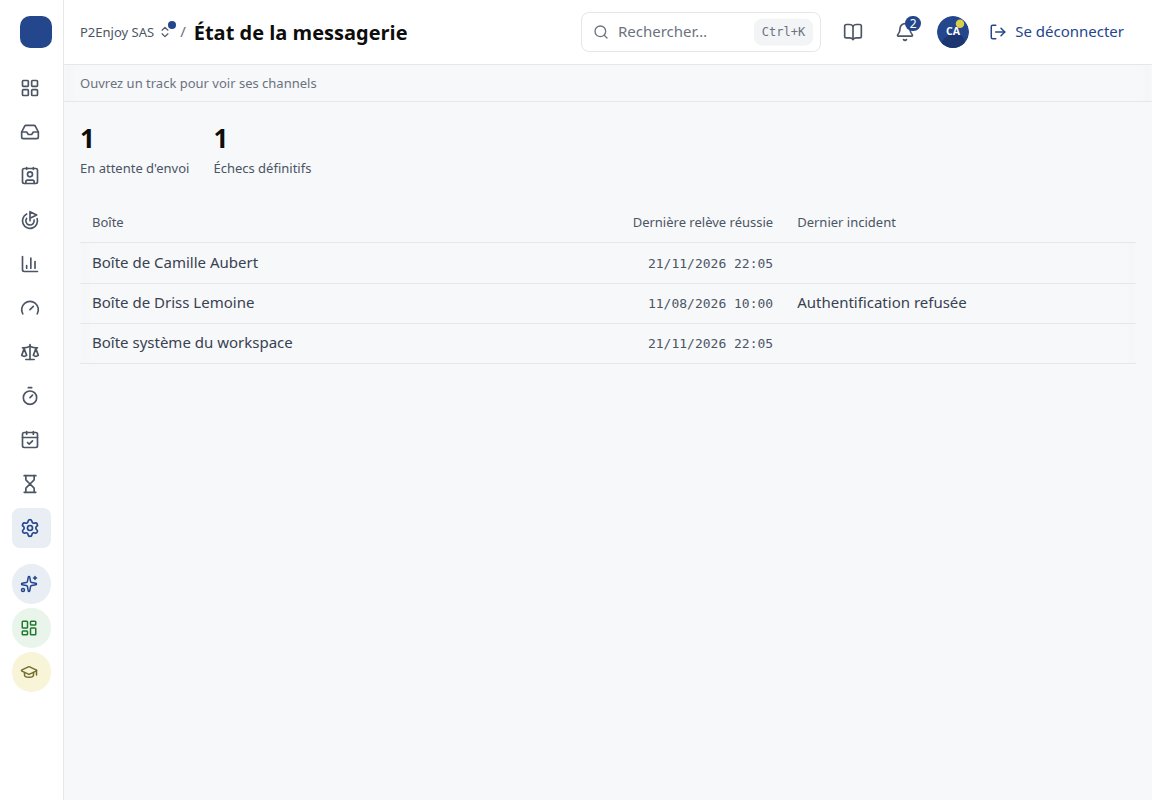 P2Enjoy SAS / État de la messagerie
Rechercher... Ctrl+K
2
CA
Se déconnecter
Ouvrez un track pour voir ses channels
1 1
En attente d'envoi Échecs définitifs
Boîte Dernière relève réussie Dernier incident
Boîte de Camille Aubert 21/11/2026 22:05
Boîte de Driss Lemoine 11/08/2026 10:00 Authentification refusée
Boîte système du workspace 21/11/2026 22:05